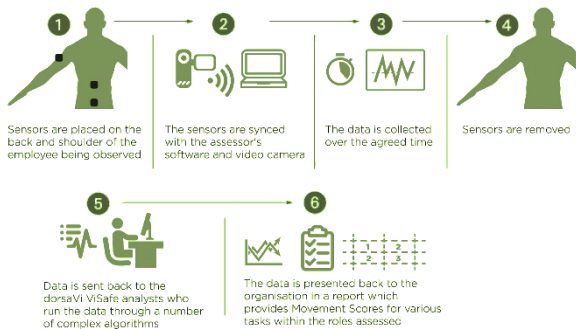 1
2
3
4
Sensors are placed on the
back and shoulder of the
employee being observed
The sensors are synced
with the assessor's
software and video camera
The data is collected
over the agreed time
Sensors are removed
5
6
Data is sent back to the
dorsaVi ViSafe analysts who
run the data through a number
of complex algorithms
1 2
2 3
The data is presented back to the
organisation in a report which
provides Movement Scores for various
tasks within the roles assessed